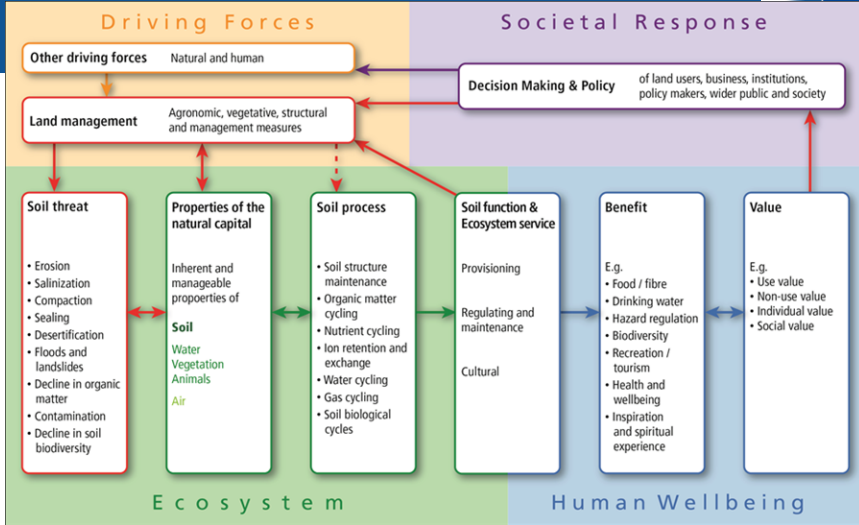 Driving Forces
Societal Response
Other driving forces Natural and human
Land management Agronomic, vegetative, structural
and management measures
Decision Making & Policy of land users, business, institutions,
policy makers, wider public and society
Soil threat
• Erosion
• Salinization
• Compaction
• Sealing
• Desertification
• Floods and
landslides
• Decline in organic
matter
• Contamination
• Decline in soil
biodiversity
Properties of the
natural capital
Inherent and
manageable
propoerties of
Soil
Water
Vegetation
Animals
Air
Soil process
• Soil structure
maintenance
• Organic matter
cycling
• Nutrient cycling
• Ion retention and
exchange
• Water cycling
• Gas cycling
• Soil biological
cycles
Soil function &
Ecosystem service
Provisioning
Regulating and
maintenance
Cultural
Benefit
E.g.
• Food / fibre
• Drinking water
• Hazard regulation
• Biodiversity
• Recreation /
tourism
• Health and
wellbeing
• Inspiration
and spiritual
experience
Value
E.g.
• Use value
• Non-use value
• Individual value
• Social value
Ecosystem
Human Wellbeing